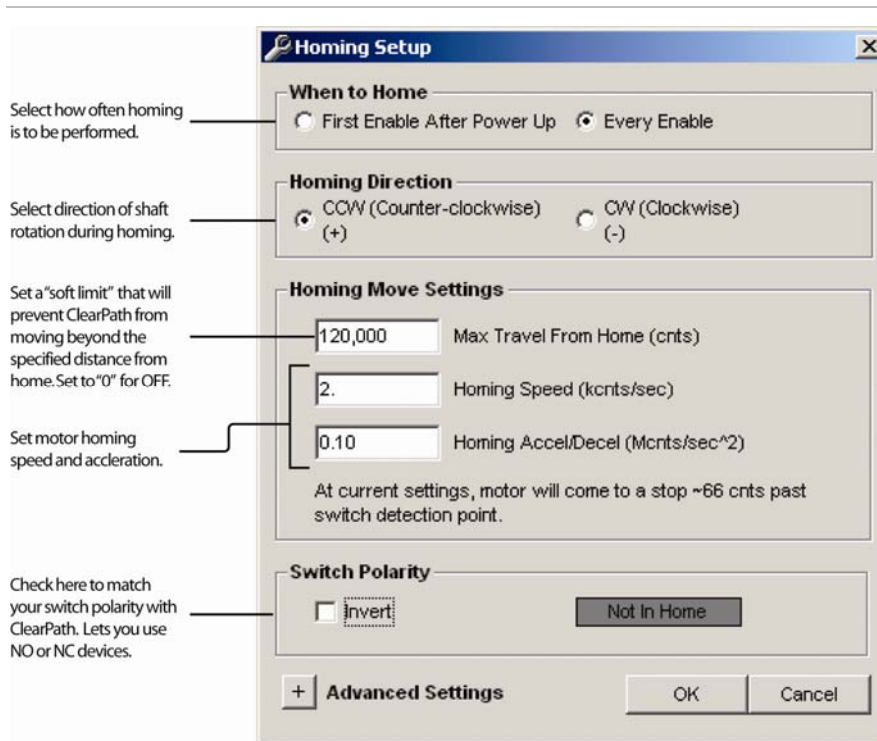 Homing Setup
When to Home
Select how often homing
is to be performed.
First Enable After Power Up
Every Enable
Homing Direction
Select direction of shaft
rotation during homing.
CCW (Counter-clockwise)
(+)
CW (Clockwise)
(-)
Homing Move Settings
Set a "soft limit" that will
prevent ClearPath from
moving beyond the
specified distance from
home. Set to "0" for OFF.
120,000 Max Travel From Home (cnts)
2. Homing Speed (kcnts/sec)
Set motor homing
speed and accleration.
0.10 Homing Accel/Decel (Mcnts/sec^2)
At current settings, motor will come to a stop ~66 cnts past
switch detection point.
Switch Polarity
Check here to match
your switch polarity with
ClearPath. Lets you use
NO or NC devices.
Invert
Not In Home
+ Advanced Settings
OK
Cancel